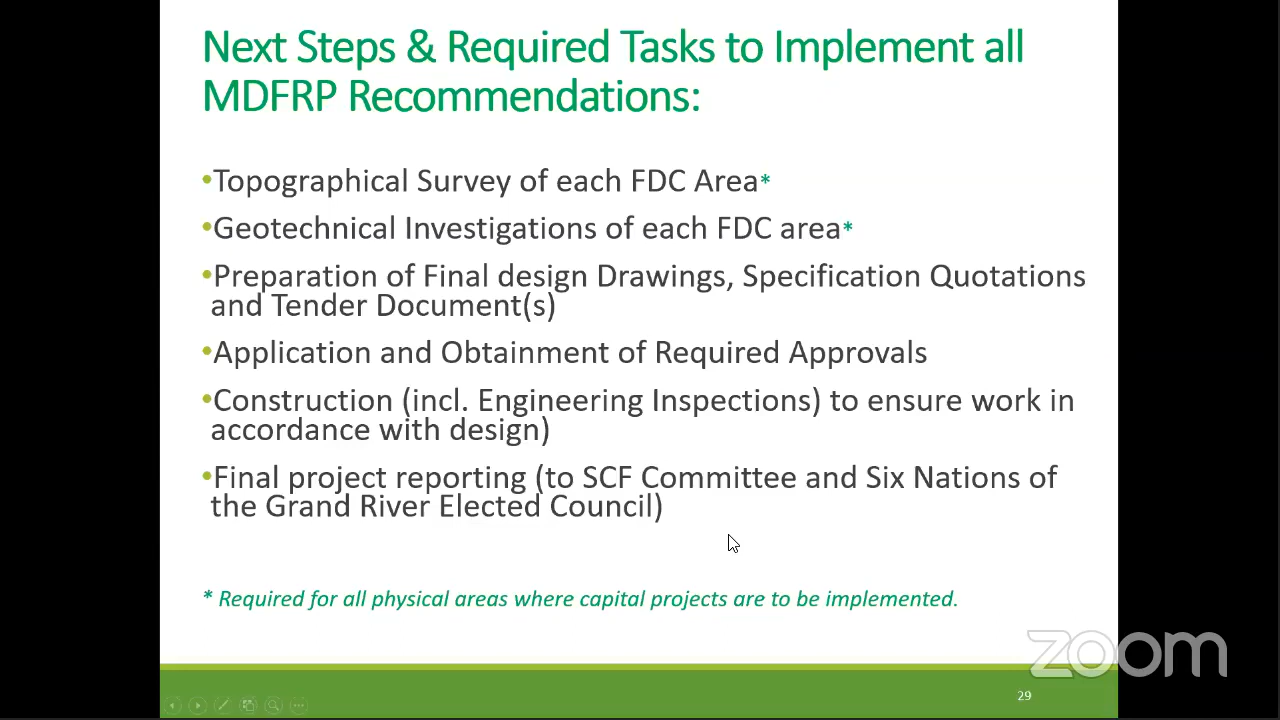 Next Steps & Required Tasks to Implement all
MDFRP Recommendations:
•Topographical Survey of each FDC Area*
•Geotechnical Investigations of each FDC area*
•Preparation of Final design Drawings, Specification Quotations
and Tender Document(s)
•Application and Obtainment of Required Approvals
•Construction (incl. Engineering Inspections) to ensure work in
accordance with design)
•Final project reporting (to SCF Committee and Six Nations of
the Grand River Elected Council)
* Required for all physical areas where capital projects are to be implemented.
zoom
29